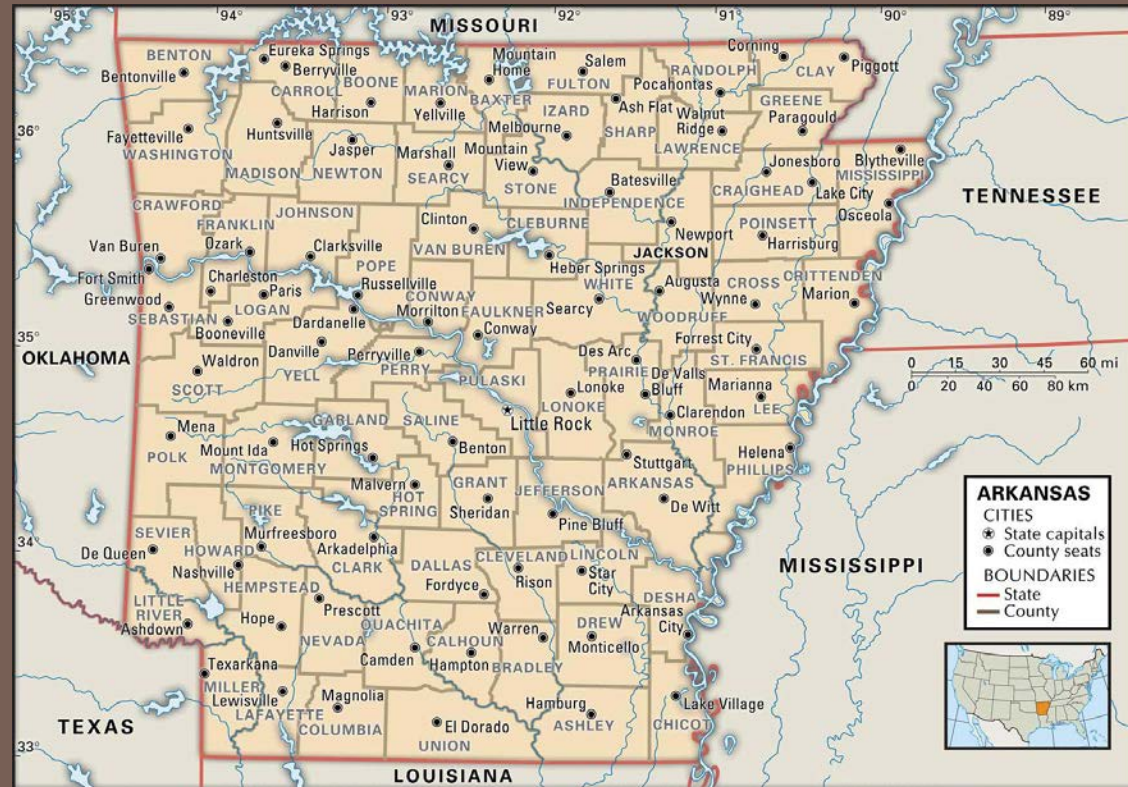 95°
94°
93°
92°
91°
90°
89°
MISSOURI
BENTON
Bentonville
Eureka Springs
Berryville
CARROLL
BOONE
Harrison
MARION
Yellville
Mountain
Home
BAXTER
Salem
FULTON
Ash Flat
SHARP
IZARD
Melbourne
RANDOLPH
Pocahontas
Corning
CLAY
Piggott
GREENE
Paragould
Walnut
Ridge
LAWRENCE
36°
Fayetteville
WASHINGTON
Huntsville
MADISON
Jasper
NEWTON
Marshall
SEARCY
Mountain
View
STONE
Batesville
INDEPENDENCE
Jonesboro
CRAIGHEAD
Lake City
Blytheville
MISSISSIPPI
Osceola
TENNESSEE
CRAWFORD
Van Buren
FRANKLIN
Ozark
JOHNSON
Clarksville
Clinton
VAN BUREN
CLEBURNE
Heber Springs
Newport
JACKSON
POINSETT
Harrisburg
Fort Smith
Greenwood
SEBASTIAN
Charleston
Paris
LOGAN
Booneville
POPE
Russellville
Dardanelle
CONWAY
Morrilton
FAULKNER
Conway
WHITE
Searcy
Augusta
WOODRUFF
CROSS
Wynne
CRITTENDEN
Marion
35°
OKLAHOMA
Waldron
SCOTT
Danville
YELL
Perryville
PERRY
PULASKI
Little Rock
Des Arc
PRAIRIE
De Valls
Bluff
Lonoke
LONOKE
Forrest City
ST. FRANCIS
Marianna
LEE
Clarendon
MONROE
0 15 30 45 60 mi
0 20 40 60 80 km
Mena
POLK
Mount Ida
MONTGOMERY
GARLAND
Hot Springs
SALINE
Benton
Malvern
HOT
SPRING
GRANT
Sheridan
JEFFERSON
Pine Bluff
Stuttgart
ARKANSAS
De Witt
Helena
PHILLIPS
34°
SEVIER
De Queen
HOWARD
Nashville
PIKE
Murfreesboro
Arkadelphia
CLARK
DALLAS
Fordyce
CLEVELAND
Rison
LINCOLN
Star
City
DESHA
Arkansas
City
MISSISSIPPI
LITTLE
RIVER
Ashdown
HEMPSTEAD
Hope
Prescott
NEVADA
OUACHITA
Camden
CALHOUN
Hampton
Warren
BRADLEY
DREW
Monticello
Texarkana
MILLER
Lewisville
LAFAYETTE
Magnolia
COLUMBIA
El Dorado
UNION
Hamburg
ASHLEY
Lake Village
CHICOT
TEXAS
33°
LOUISIANA
ARKANSAS
CITIES
State capitals
County seats
BOUNDARIES
State
County